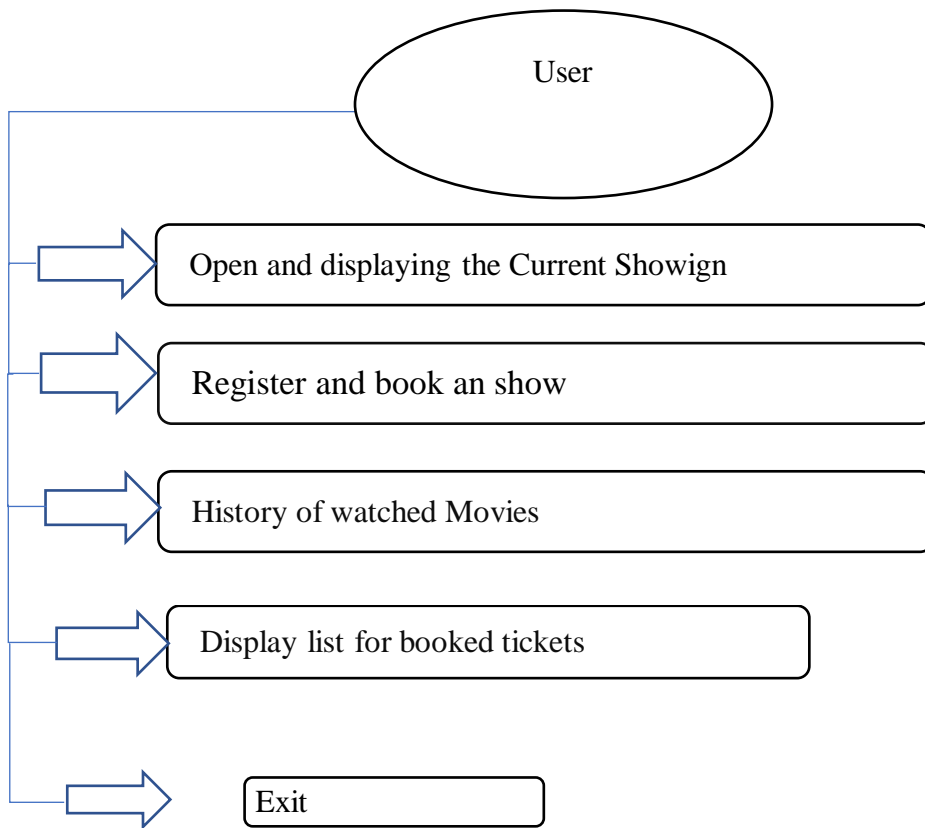 User
Open and displaying the Current Showign
Register and book an show
History of watched Movies
Display list for booked tickets
Exit